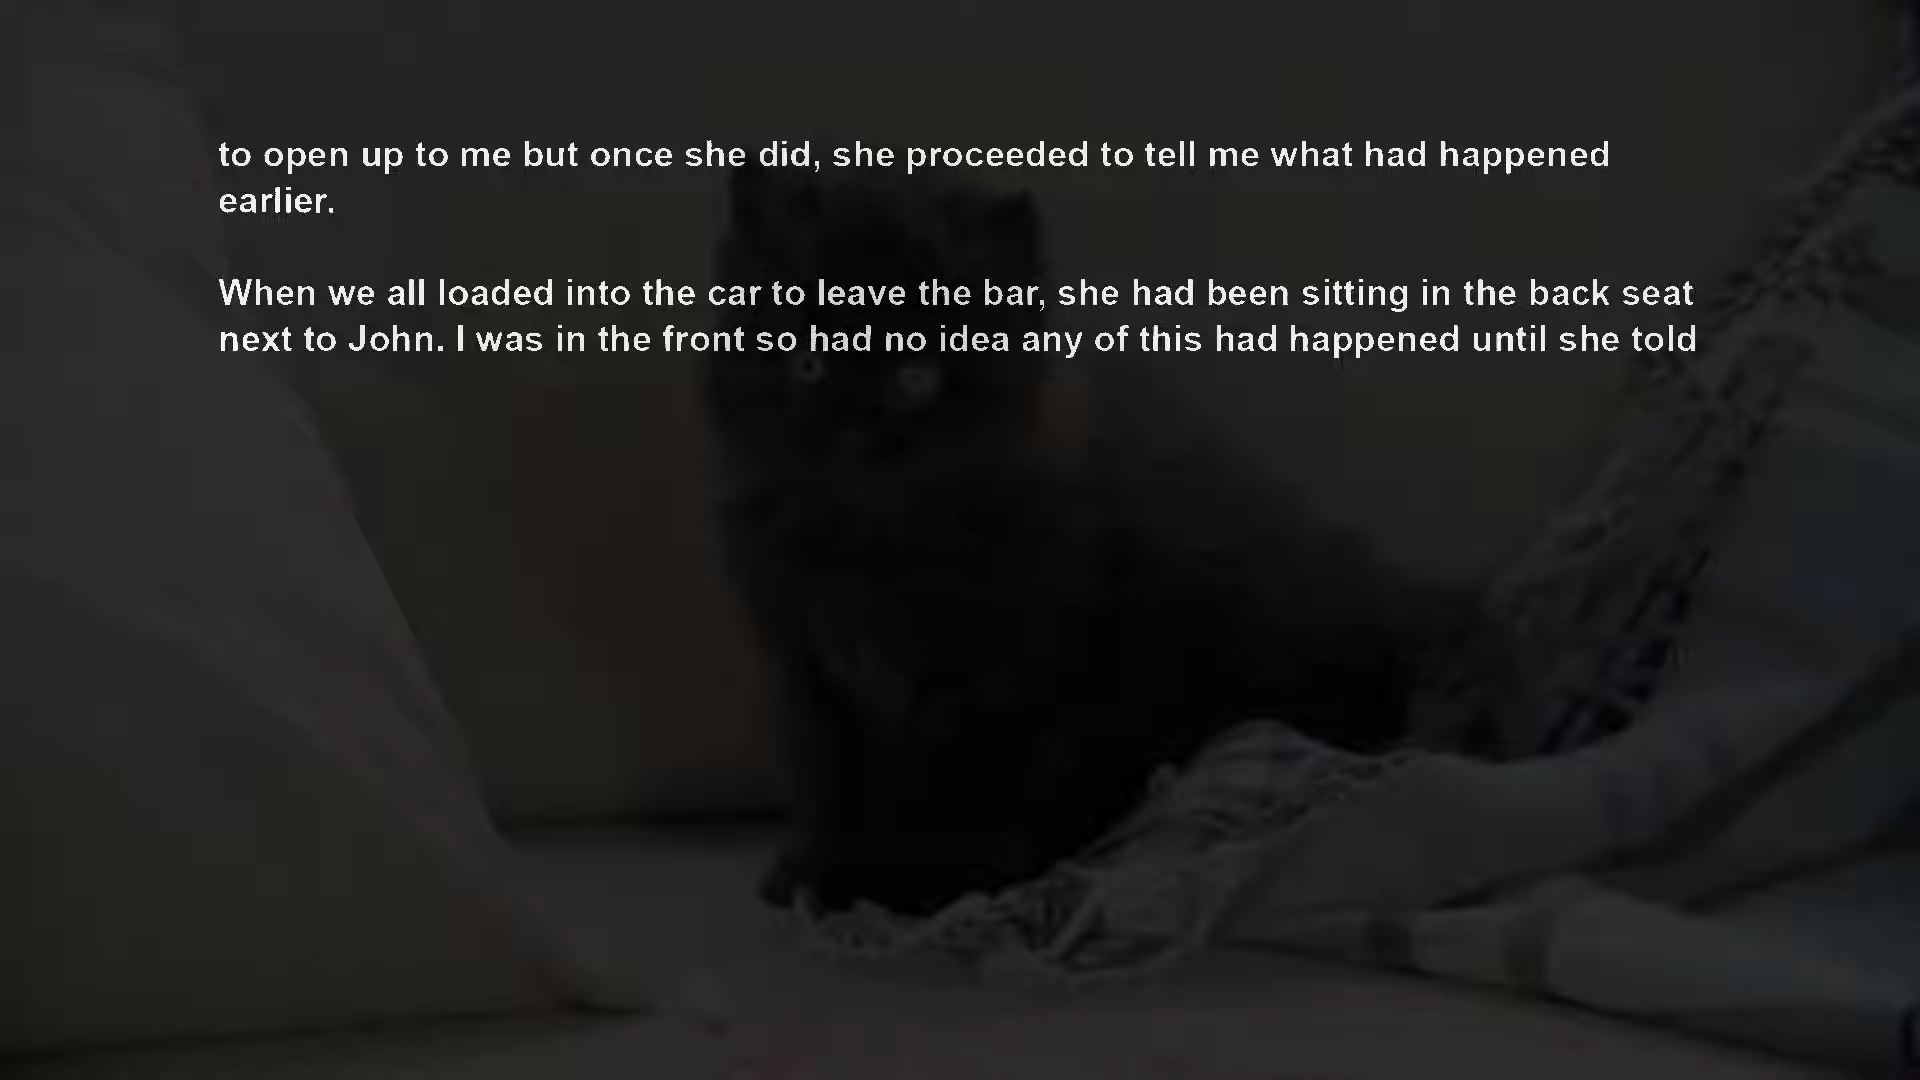 to open up to me but once she did, she proceeded to tell me what had happened
earlier.
When we all loaded into the car to leave the bar, she had been sitting in the back seat
next to John. I was in the front so had no idea any of this had happened until she told